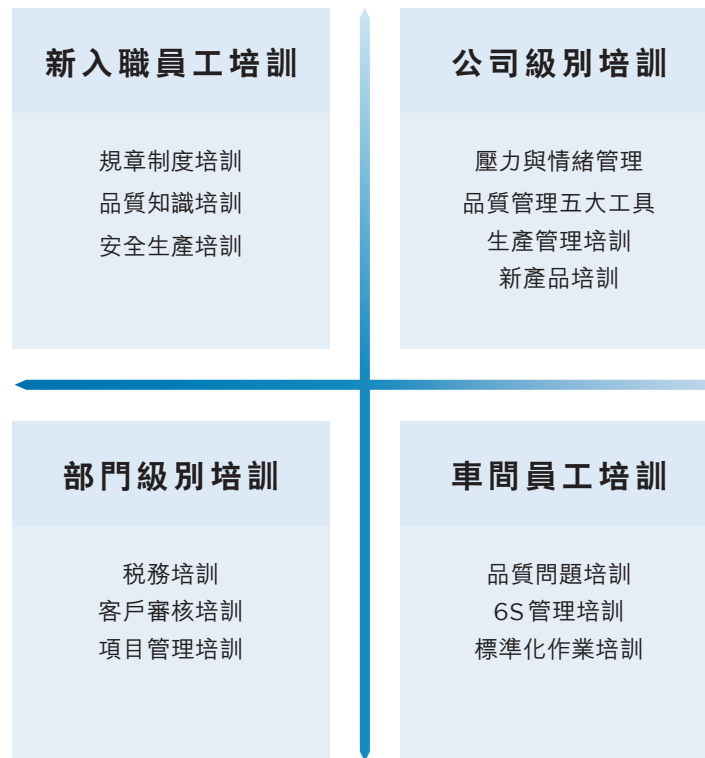 新入職員工培訓
規章制度培訓
品質知識培訓
安全生產培訓
公司級別培訓
壓力與情緒管理
品質管理五大工具
生產管理培訓
新產品培訓
部門級別培訓
税務培訓
客戶審核培訓
項目管理培訓
車間員工培訓
品質問題培訓
6S管理培訓
標準化作業培訓